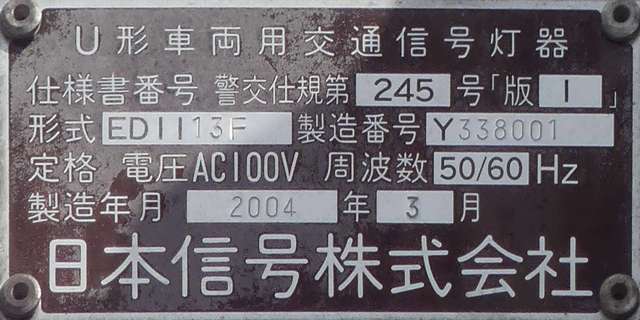 U形車両用交通信号灯器
仕様書番号 警交仕規第 245 号「版 1 」
形式 ED1113F 製造番号 Y338001
定格 電圧AC100V 周波数 50/60 Hz
製造年月 2004 年 3 月
日本信号株式会社